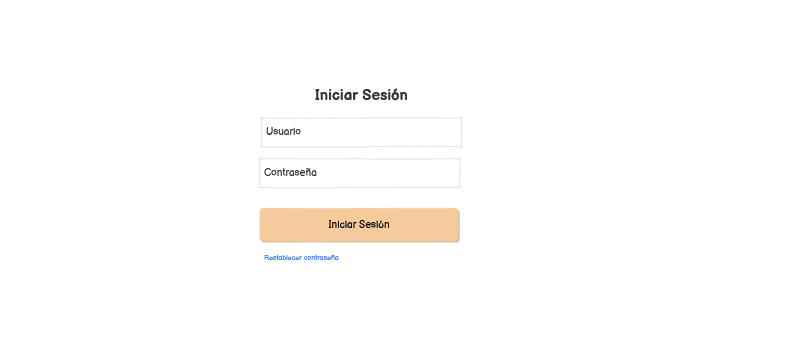 Iniciar Sesión
Usuario
Contraseña
Iniciar Sesión
Restablecer contraseña